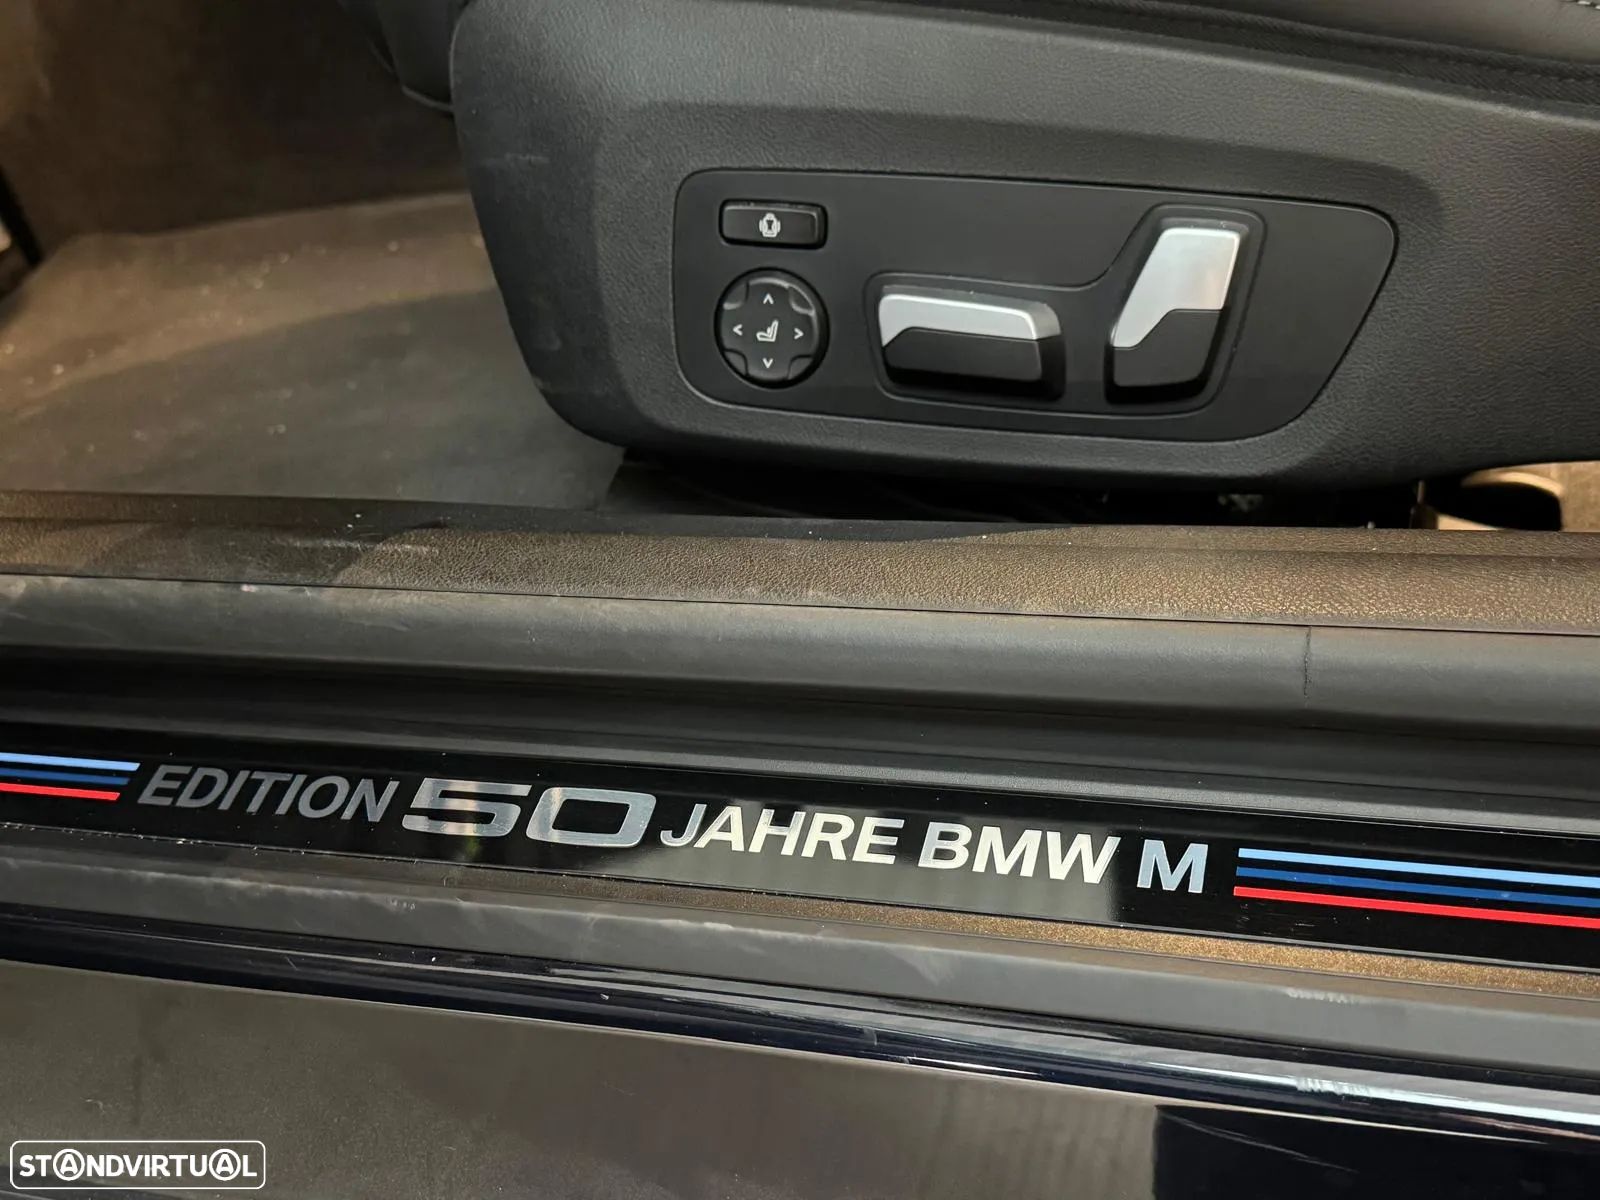 EDITION 50 JAHRE BMW M
STANDVIRTUAL